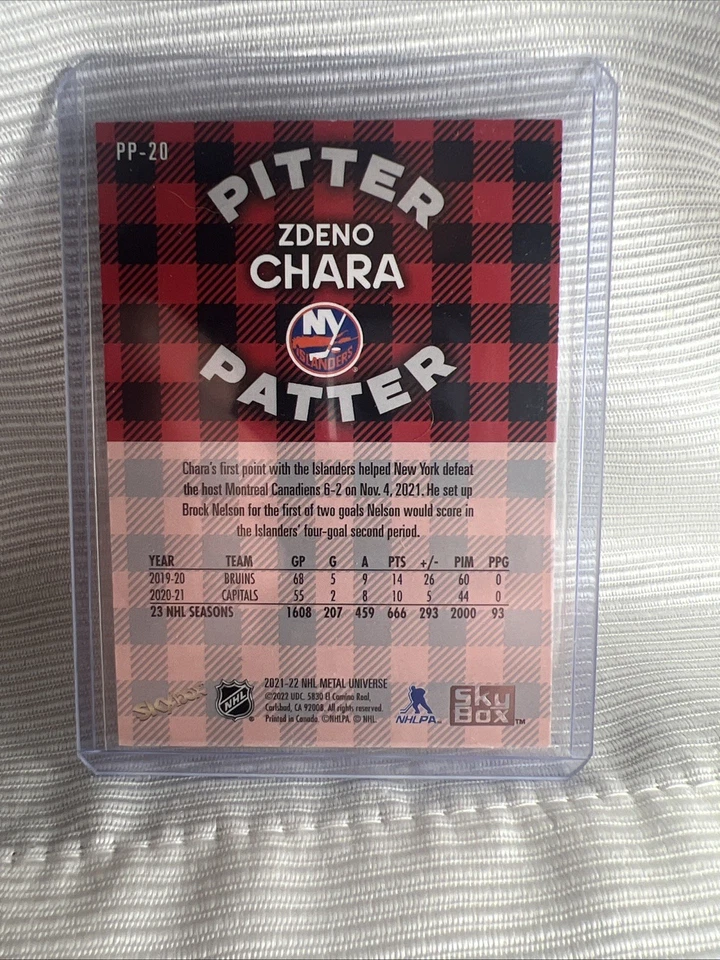 PP-20
PITTER
ZDENO
CHARA
NY
ISLANDERS
PATTER
Chara's first point with the Islanders helped New York defeat
the host Montreal Canadiens 6-2 on Nov. 4, 2021. He set up
Brock Nelson for the first of two goals Nelson would score in
the Islanders' four-goal second period.
YEAR TEAM GP G A PTS +/- PIM PPG
2019-20 BRUINS 68 5 9 14 26 60 0
2020-21 CAPITALS 55 2 8 10 5 44 0
23 NHL SEASONS 1608 207 459 666 293 2000 93
2021-22 NHL METAL UNIVERSE
©2022 UDC. 5830 El Camino Real,
Carlsbad, CA 92008. All rights reserved.
Printed in Canada. ©NHLPA. © NHL.
SkyBox
NHL
NHLPA
Sky
Box™